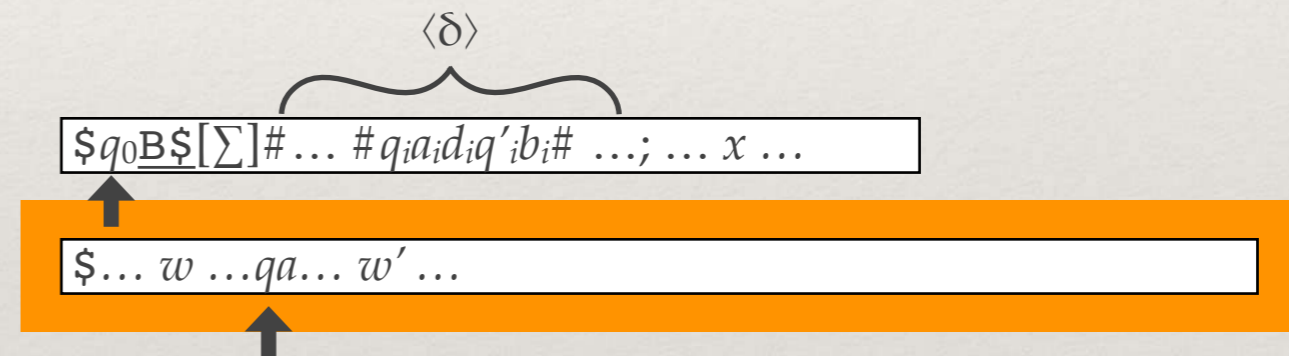 ⟨δ⟩
$q₀B$[∑]#… #qᵢaᵢdᵢq′ᵢbᵢ# …; … x …
$… w …qa… w′ …